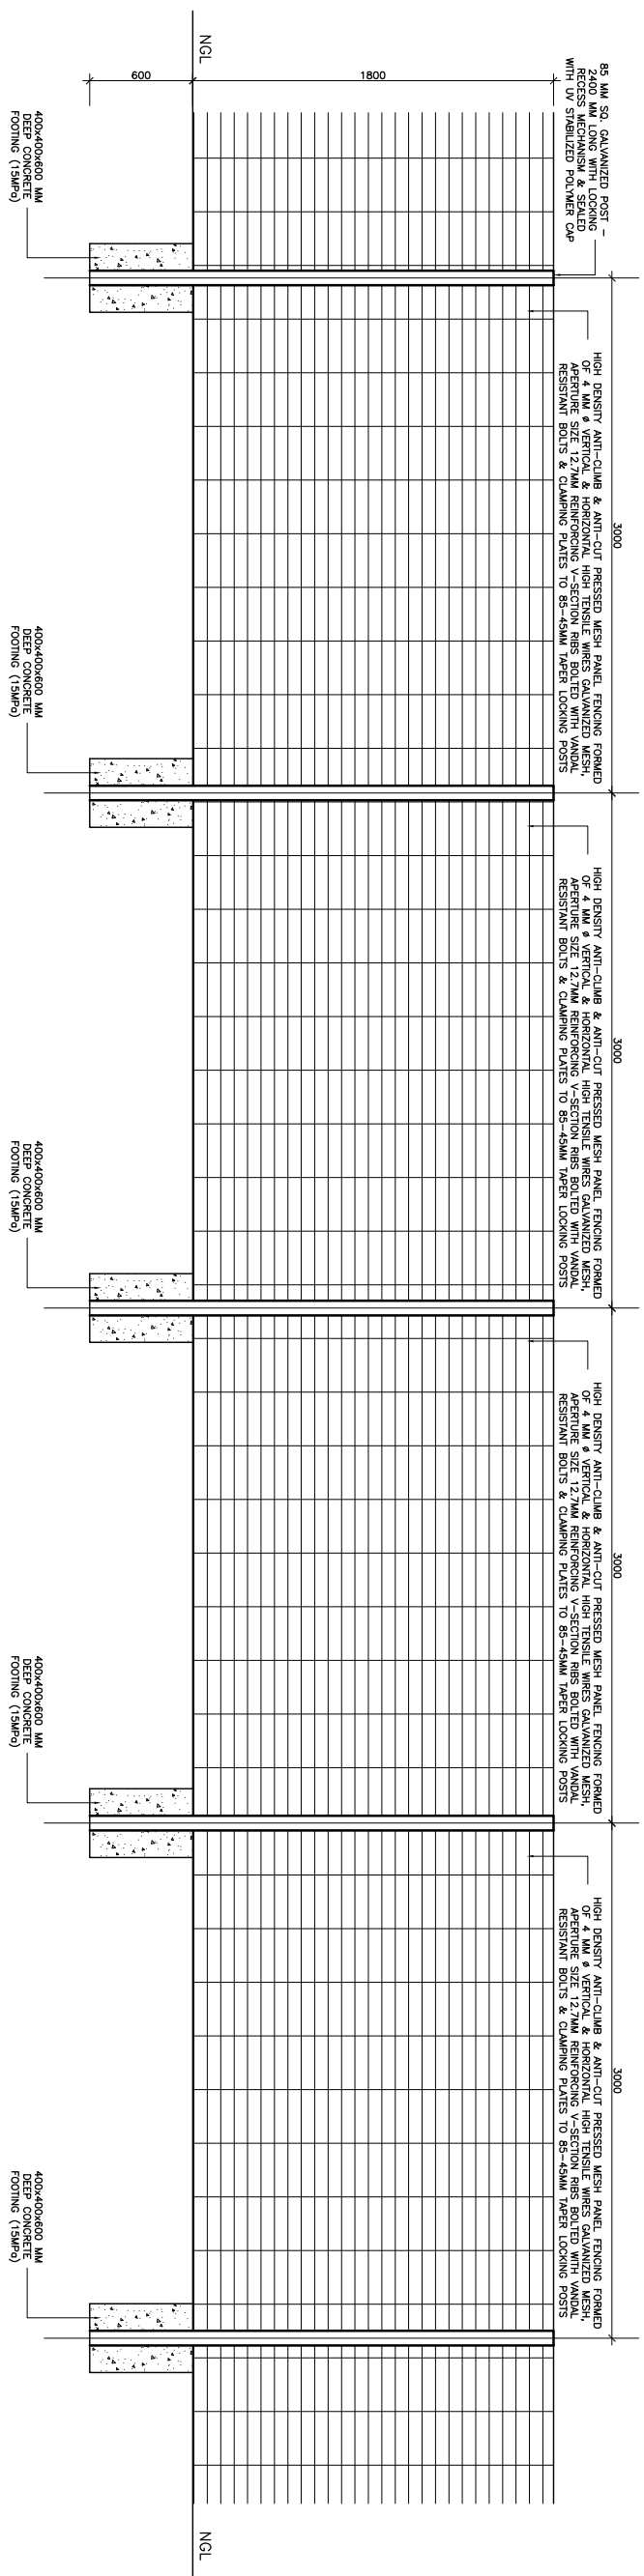 85 MM SQ. GALVANIZED POST –
2400 MM LONG WITH LOCKING
RECESS MECHANISM & SEALED
WITH UV STABILIZED POLYMER CAP
3000
HIGH DENSITY ANTI-CLIMB & ANTI-CUT PRESSED MESH PANEL FENCING FORMED
OF 4 MM ø VERTICAL & HORIZONTAL HIGH TENSILE WIRES GALVANIZED MESH,
APERTURE SIZE 12.7MM REINFORCING V-SECTION RIBS BOLTED WITH VANDAL
RESISTANT BOLTS & CLAMPING PLATES TO 85-45MM TAPER LOCKING POSTS
3000
HIGH DENSITY ANTI-CLIMB & ANTI-CUT PRESSED MESH PANEL FENCING FORMED
OF 4 MM ø VERTICAL & HORIZONTAL HIGH TENSILE WIRES GALVANIZED MESH,
APERTURE SIZE 12.7MM REINFORCING V-SECTION RIBS BOLTED WITH VANDAL
RESISTANT BOLTS & CLAMPING PLATES TO 85-45MM TAPER LOCKING POSTS
3000
HIGH DENSITY ANTI-CLIMB & ANTI-CUT PRESSED MESH PANEL FENCING FORMED
OF 4 MM ø VERTICAL & HORIZONTAL HIGH TENSILE WIRES GALVANIZED MESH,
APERTURE SIZE 12.7MM REINFORCING V-SECTION RIBS BOLTED WITH VANDAL
RESISTANT BOLTS & CLAMPING PLATES TO 85-45MM TAPER LOCKING POSTS
3000
HIGH DENSITY ANTI-CLIMB & ANTI-CUT PRESSED MESH PANEL FENCING FORMED
OF 4 MM ø VERTICAL & HORIZONTAL HIGH TENSILE WIRES GALVANIZED MESH,
APERTURE SIZE 12.7MM REINFORCING V-SECTION RIBS BOLTED WITH VANDAL
RESISTANT BOLTS & CLAMPING PLATES TO 85-45MM TAPER LOCKING POSTS
1800
NGL
NGL
600
400x400x600 MM
DEEP CONCRETE
FOOTING (15MPa)
400x400x600 MM
DEEP CONCRETE
FOOTING (15MPa)
400x400x600 MM
DEEP CONCRETE
FOOTING (15MPa)
400x400x600 MM
DEEP CONCRETE
FOOTING (15MPa)
400x400x600 MM
DEEP CONCRETE
FOOTING (15MPa)